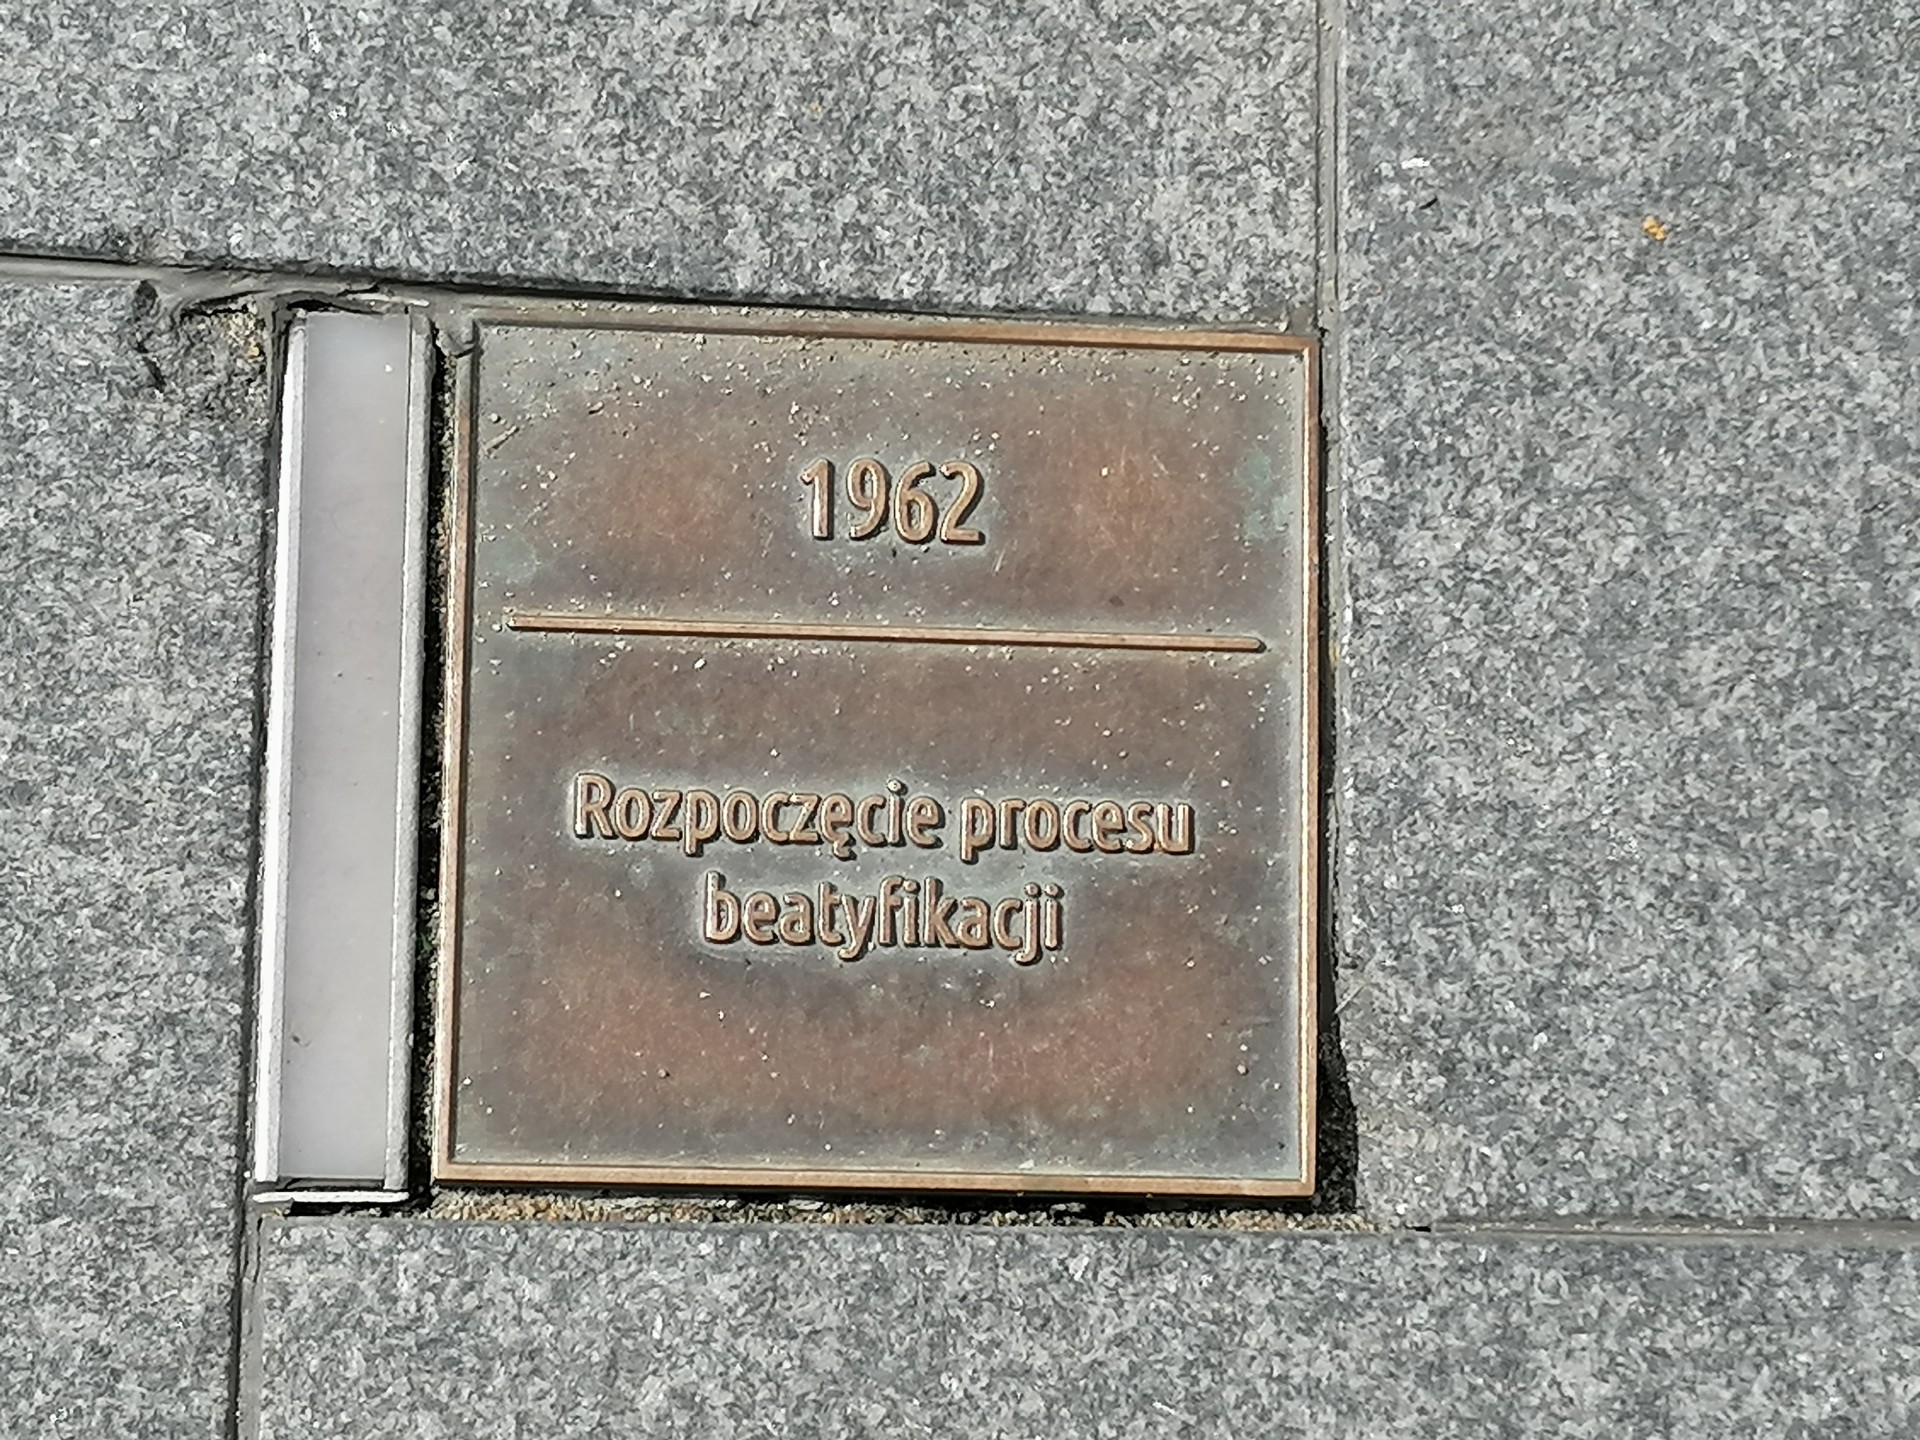 1962
Rozpoczęcie procesu
beatyfikacji